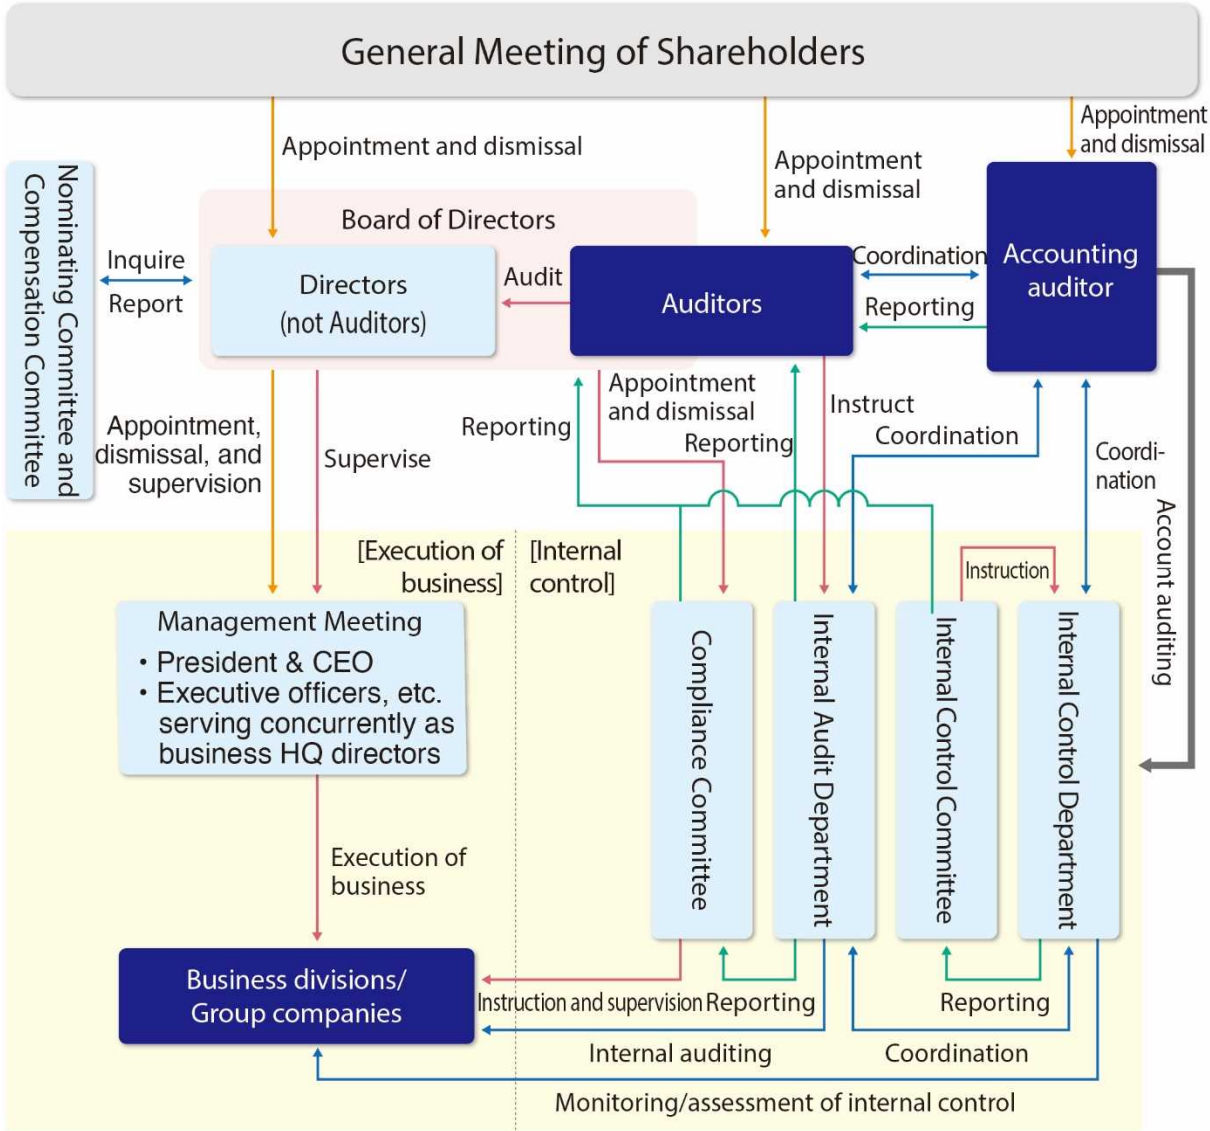 General Meeting of Shareholders
Appointment and dismissal
Appointment
and dismissal
Appointment
and dismissal
Nominating Committee and
Compensation Committee
Inquire
Report
Board of Directors
Directors
(not Auditors)
Audit
Auditors
Coordination
Reporting
Accounting
auditor
Appointment,
dismissal, and
supervision
Supervise
Reporting
Appointment
and dismissal
Reporting
Instruct
Coordination
Coordi-
nation
Account auditing
[Execution of
business]
[Internal
control]
Instruction
Management Meeting
• President & CEO
• Executive officers, etc.
serving concurrently as
business HQ directors
Compliance Committee
Internal Audit Department
Internal Control Committee
Internal Control Department
Execution of
business
Business divisions/
Group companies
Instruction and supervision
Reporting
Reporting
Internal auditing
Coordination
Monitoring/assessment of internal control